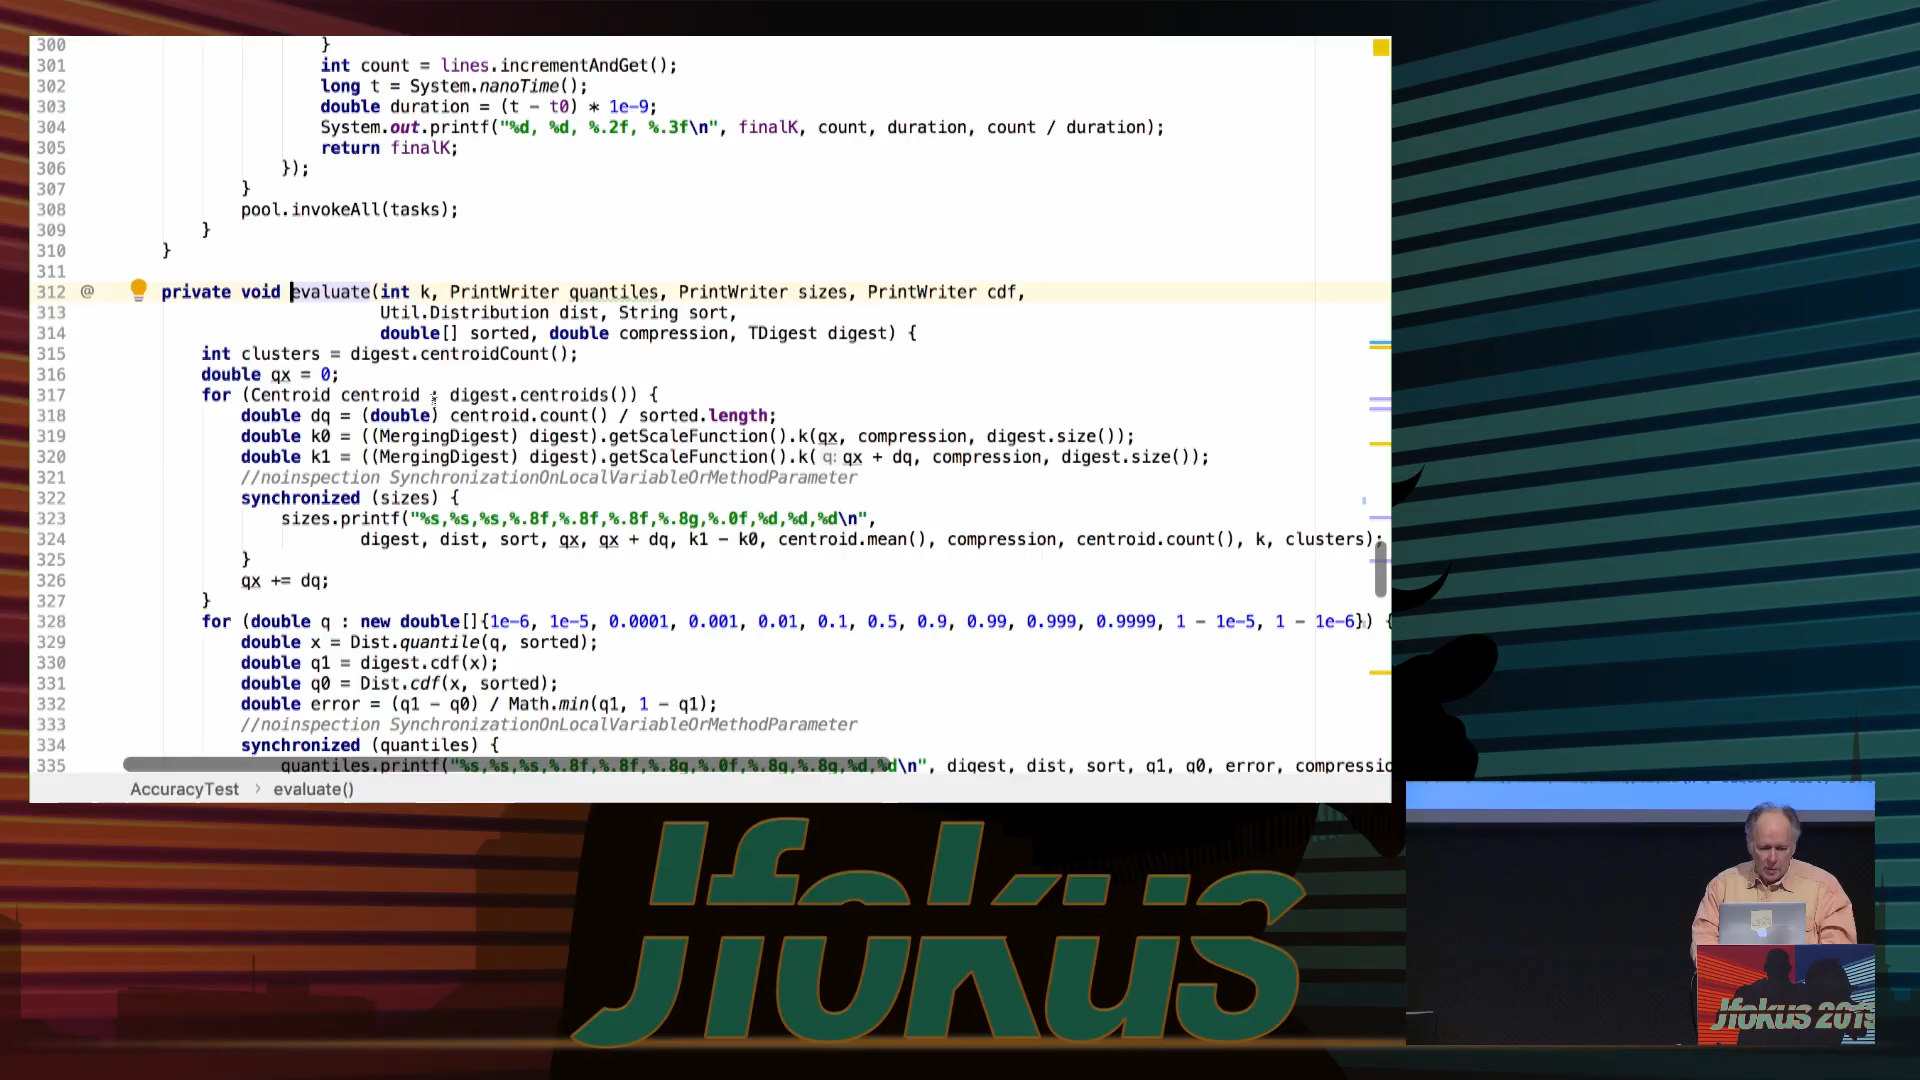 300 }
301 int count = lines.incrementAndGet();
302 long t = System.nanoTime();
303 double duration = (t - t0) * 1e-9;
304 System.out.printf("%d, %d, %.2f, %.3f\n", finalK, count, duration, count / duration);
305 return finalK;
306 });
307 }
308 pool.invokeAll(tasks);
309 }
310 }
311
312 @ private void evaluate(int k, PrintWriter quantiles, PrintWriter sizes, PrintWriter cdf,
313 Util.Distribution dist, String sort,
314 double[] sorted, double compression, TDigest digest) {
315 int clusters = digest.centroidCount();
316 double qx = 0;
317 for (Centroid centroid : digest.centroids()) {
318 double dq = (double) centroid.count() / sorted.length;
319 double k0 = ((MergingDigest) digest).getScaleFunction().k(qx, compression, digest.size());
320 double k1 = ((MergingDigest) digest).getScaleFunction().k( q: qx + dq, compression, digest.size());
321 //noinspection SynchronizationOnLocalVariableOrMethodParameter
322 synchronized (sizes) {
323 sizes.printf("%s,%s,%s,%.8f,%.8f,%.8f,%.8g,%.0f,%d,%d,%d\n",
324 digest, dist, sort, qx, qx + dq, k1 - k0, centroid.mean(), compression, centroid.count(), k, clusters);
325 }
326 qx += dq;
327 }
328 for (double q : new double[]{1e-6, 1e-5, 0.0001, 0.001, 0.01, 0.1, 0.5, 0.9, 0.99, 0.999, 0.9999, 1 - 1e-5, 1 - 1e-6}) {
329 double x = Dist.quantile(q, sorted);
330 double q1 = digest.cdf(x);
331 double q0 = Dist.cdf(x, sorted);
332 double error = (q1 - q0) / Math.min(q1, 1 - q1);
333 //noinspection SynchronizationOnLocalVariableOrMethodParameter
334 synchronized (quantiles) {
335 quantiles.printf("%s,%s,%s,%.8f,%.8f,%.8g,%.0f,%.8g,%.8g,%d,%d\n", digest, dist, sort, q1, q0, error, compressio
AccuracyTest > evaluate()
Jfokus
Jfokus 2019